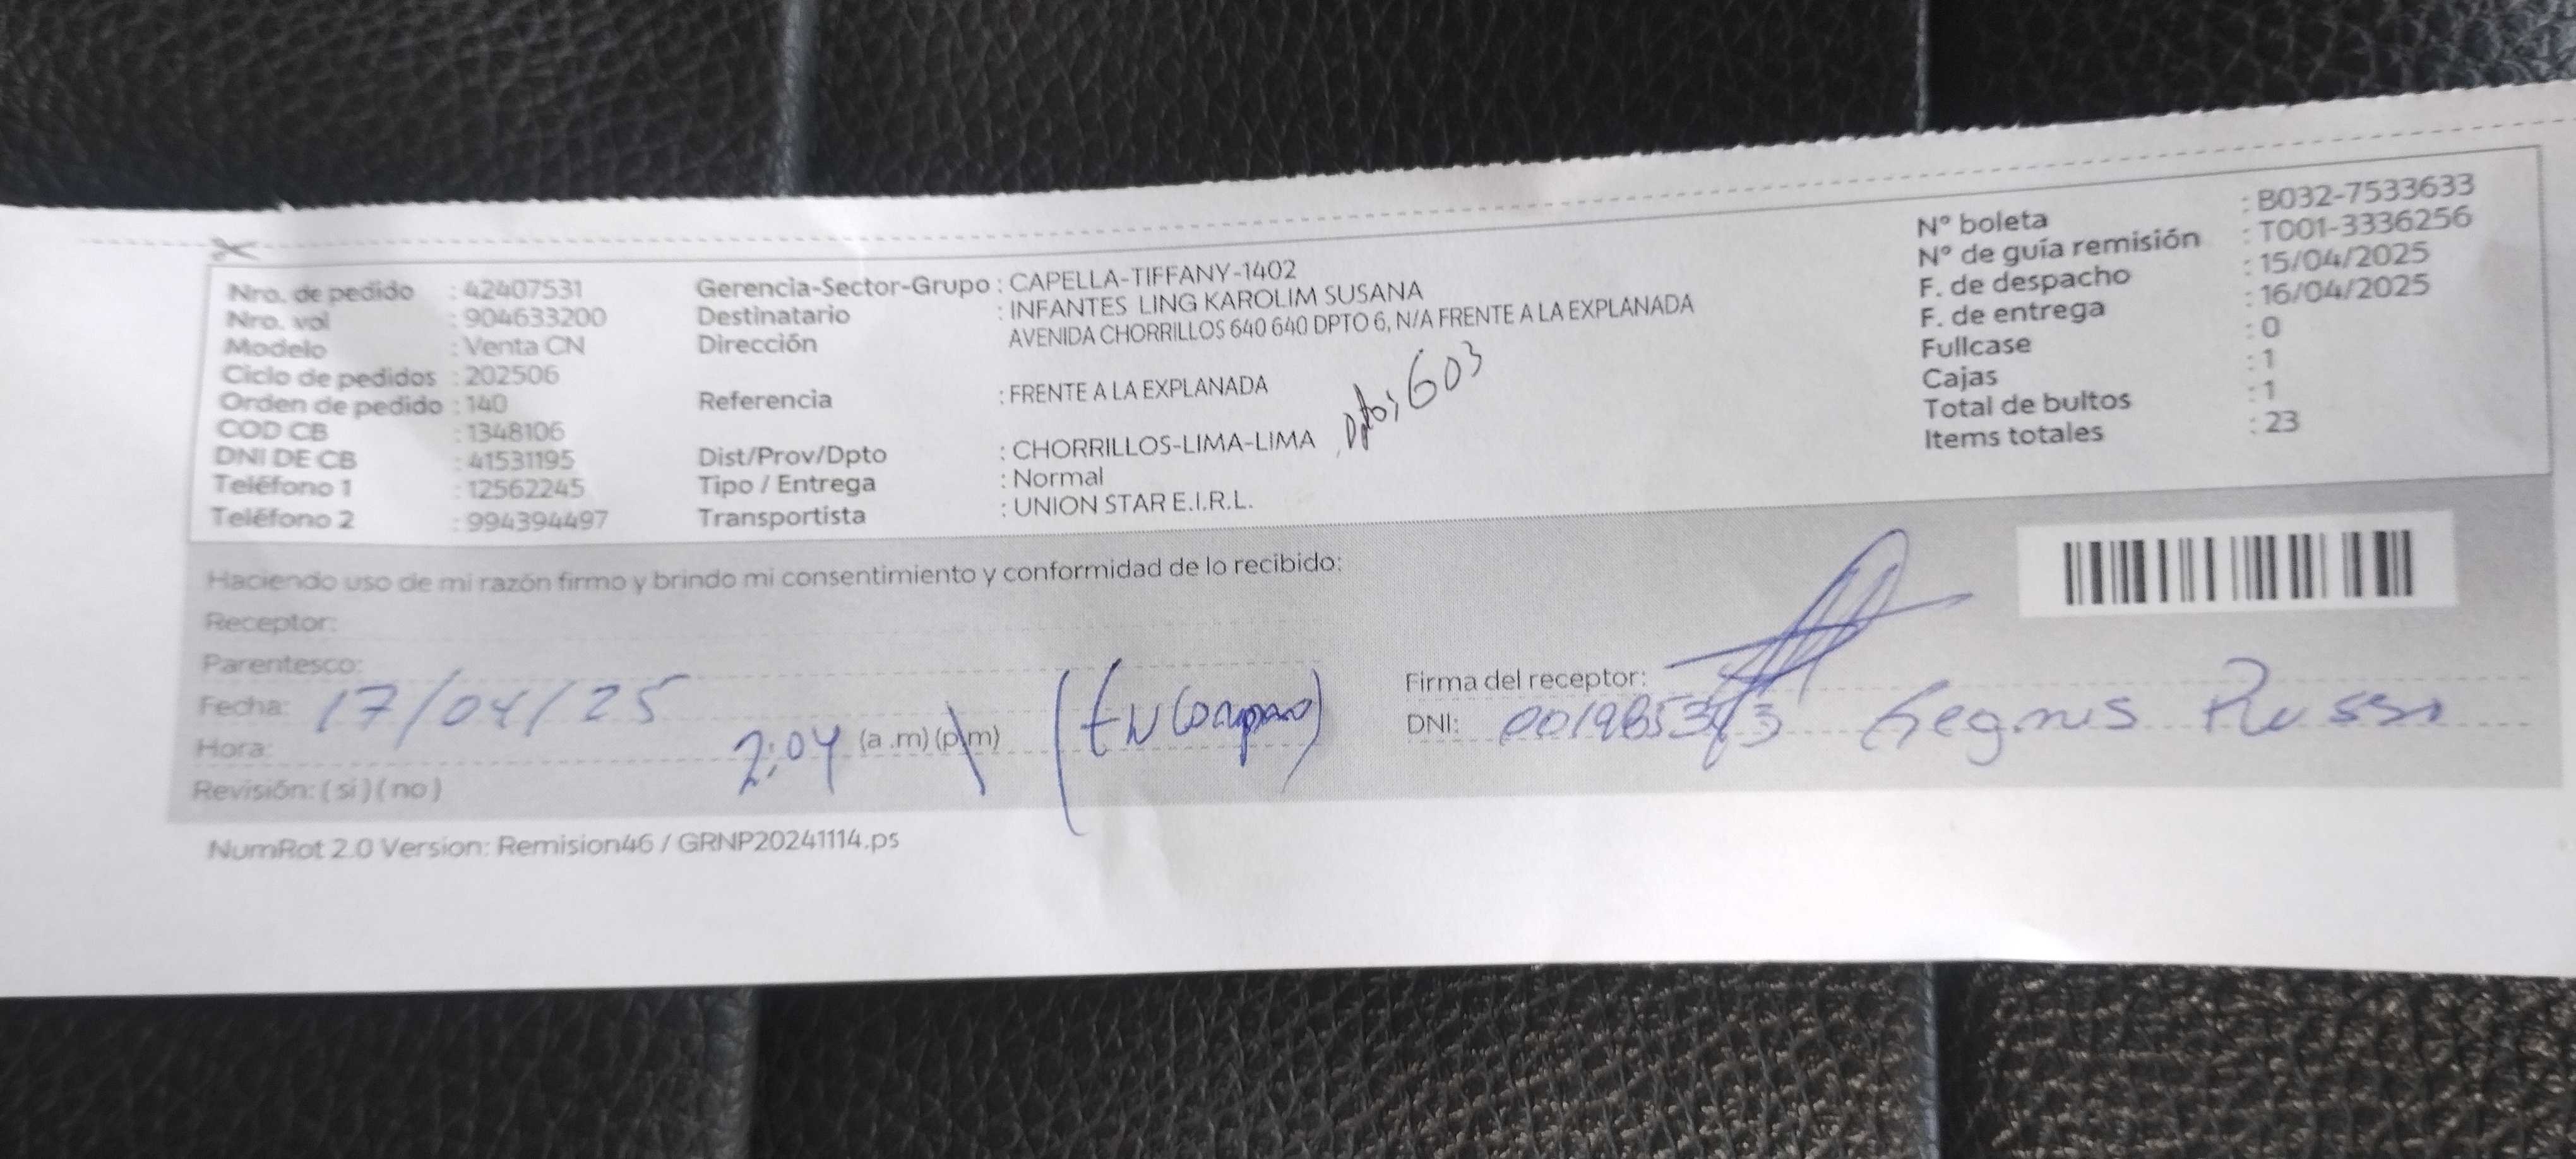 Nro. de pedido : 42407531
Nro. vol : 904633200
Modelo : Venta CN
Ciclo de pedidos : 202506
Orden de pedido : 140
COD CB : 1348106
DNI DE CB : 41531195
Teléfono 1 : 12562245
Teléfono 2 : 994394497
Gerencia-Sector-Grupo : CAPELLA-TIFFANY-1402
Destinatario : INFANTES LING KAROLIM SUSANA
Dirección AVENIDA CHORRILLOS 640 640 DPTO 6, N/A FRENTE A LA EXPLANADA
Referencia : FRENTE A LA EXPLANADA
Dpto; 603
Dist/Prov/Dpto : CHORRILLOS-LIMA-LIMA
Tipo / Entrega : Normal
Transportista : UNION STAR E.I.R.L.
N° boleta : B032-7533633
N° de guía remisión : T001-3336256
F. de despacho : 15/04/2025
F. de entrega : 16/04/2025
Fullcase : 0
Cajas : 1
Total de bultos : 1
Items totales : 23
Haciendo uso de mi razón firmo y brindo mi consentimiento y conformidad de lo recibido:
Receptor:
Parentesco:
Fecha: 17/04/25
Hora: 2:04 (a .m) (p.m)
Revisión: ( si ) ( no )
Firma del receptor:
DNI:
NumRot 2.0 Version: Remision46 / GRNP20241114.ps